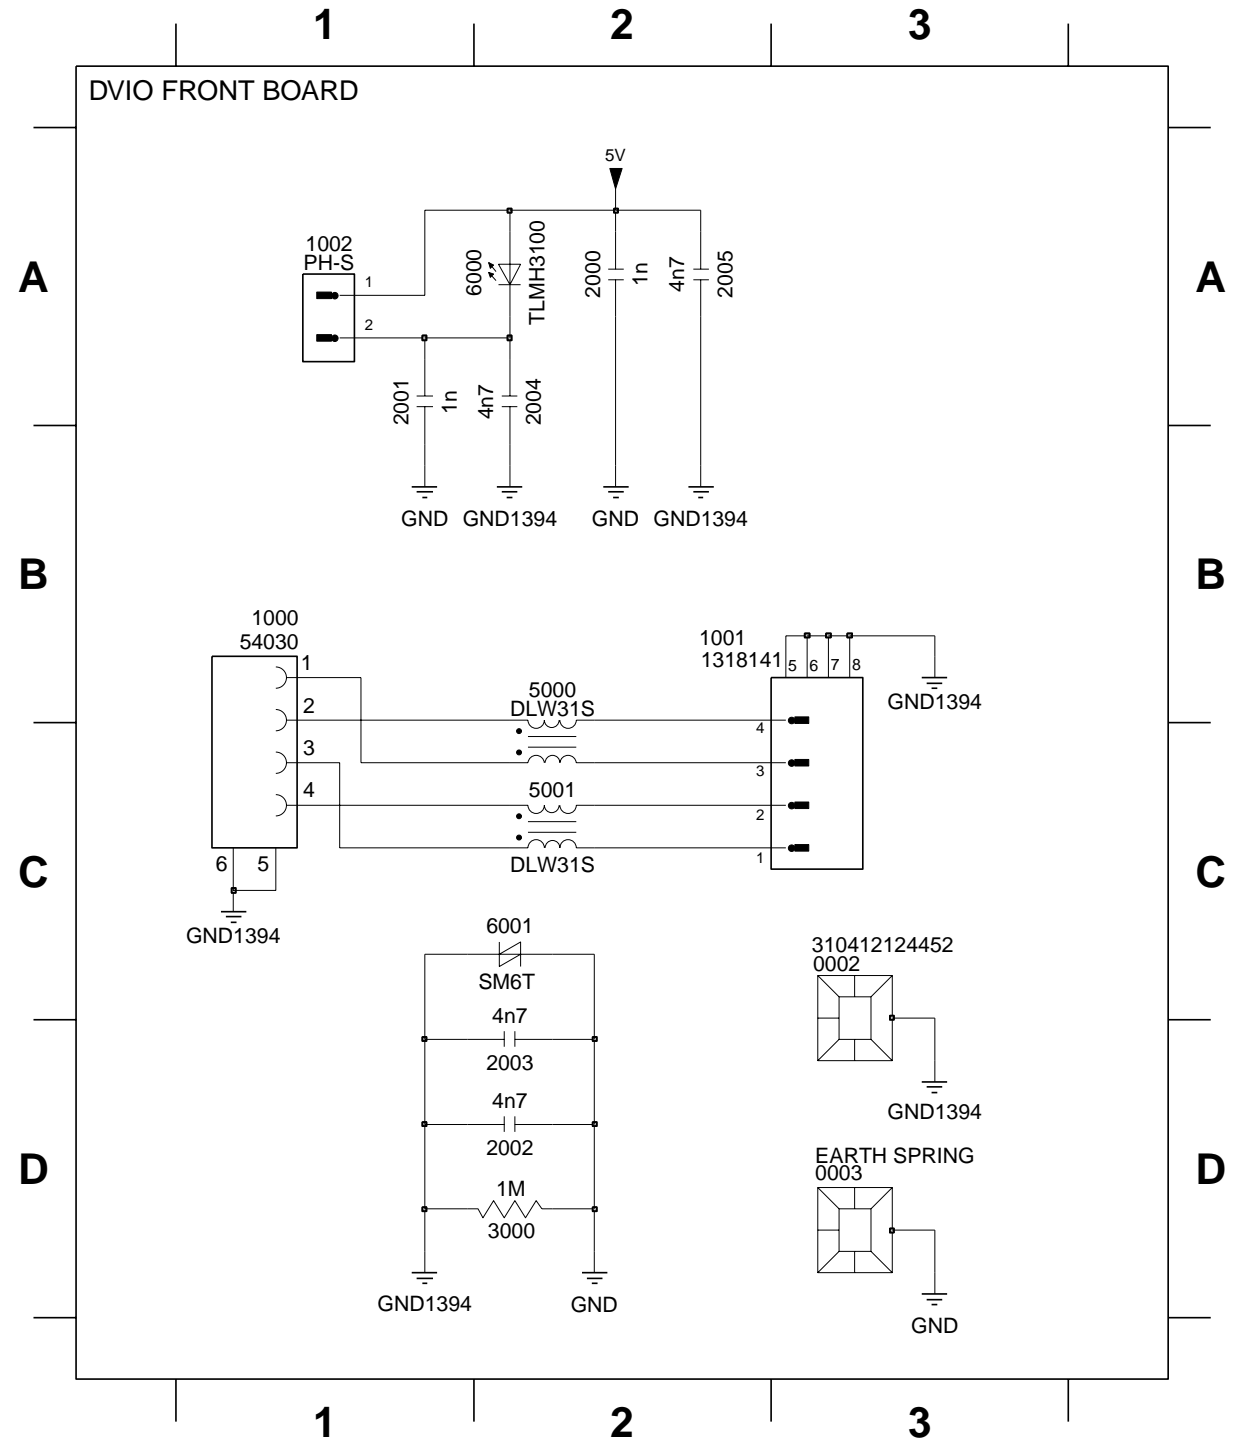 1 2 3
DVIO FRONT BOARD
5V
1002
PH-S
1
2
6000
TLMH3100
2000
1n
4n7
2005
A A
2001
1n
4n7
2004
GND GND1394 GND GND1394
B B
1000
54030
1
2
3
4
6 5
GND1394
5000
DLW31S
5001
DLW31S
1001
1318141
5 6 7 8
GND1394
4
3
2
1
C C
6001
SM6T
4n7
2003
4n7
2002
1M
3000
GND1394 GND
310412124452
0002
GND1394
EARTH SPRING
0003
GND
D D
1 2 3